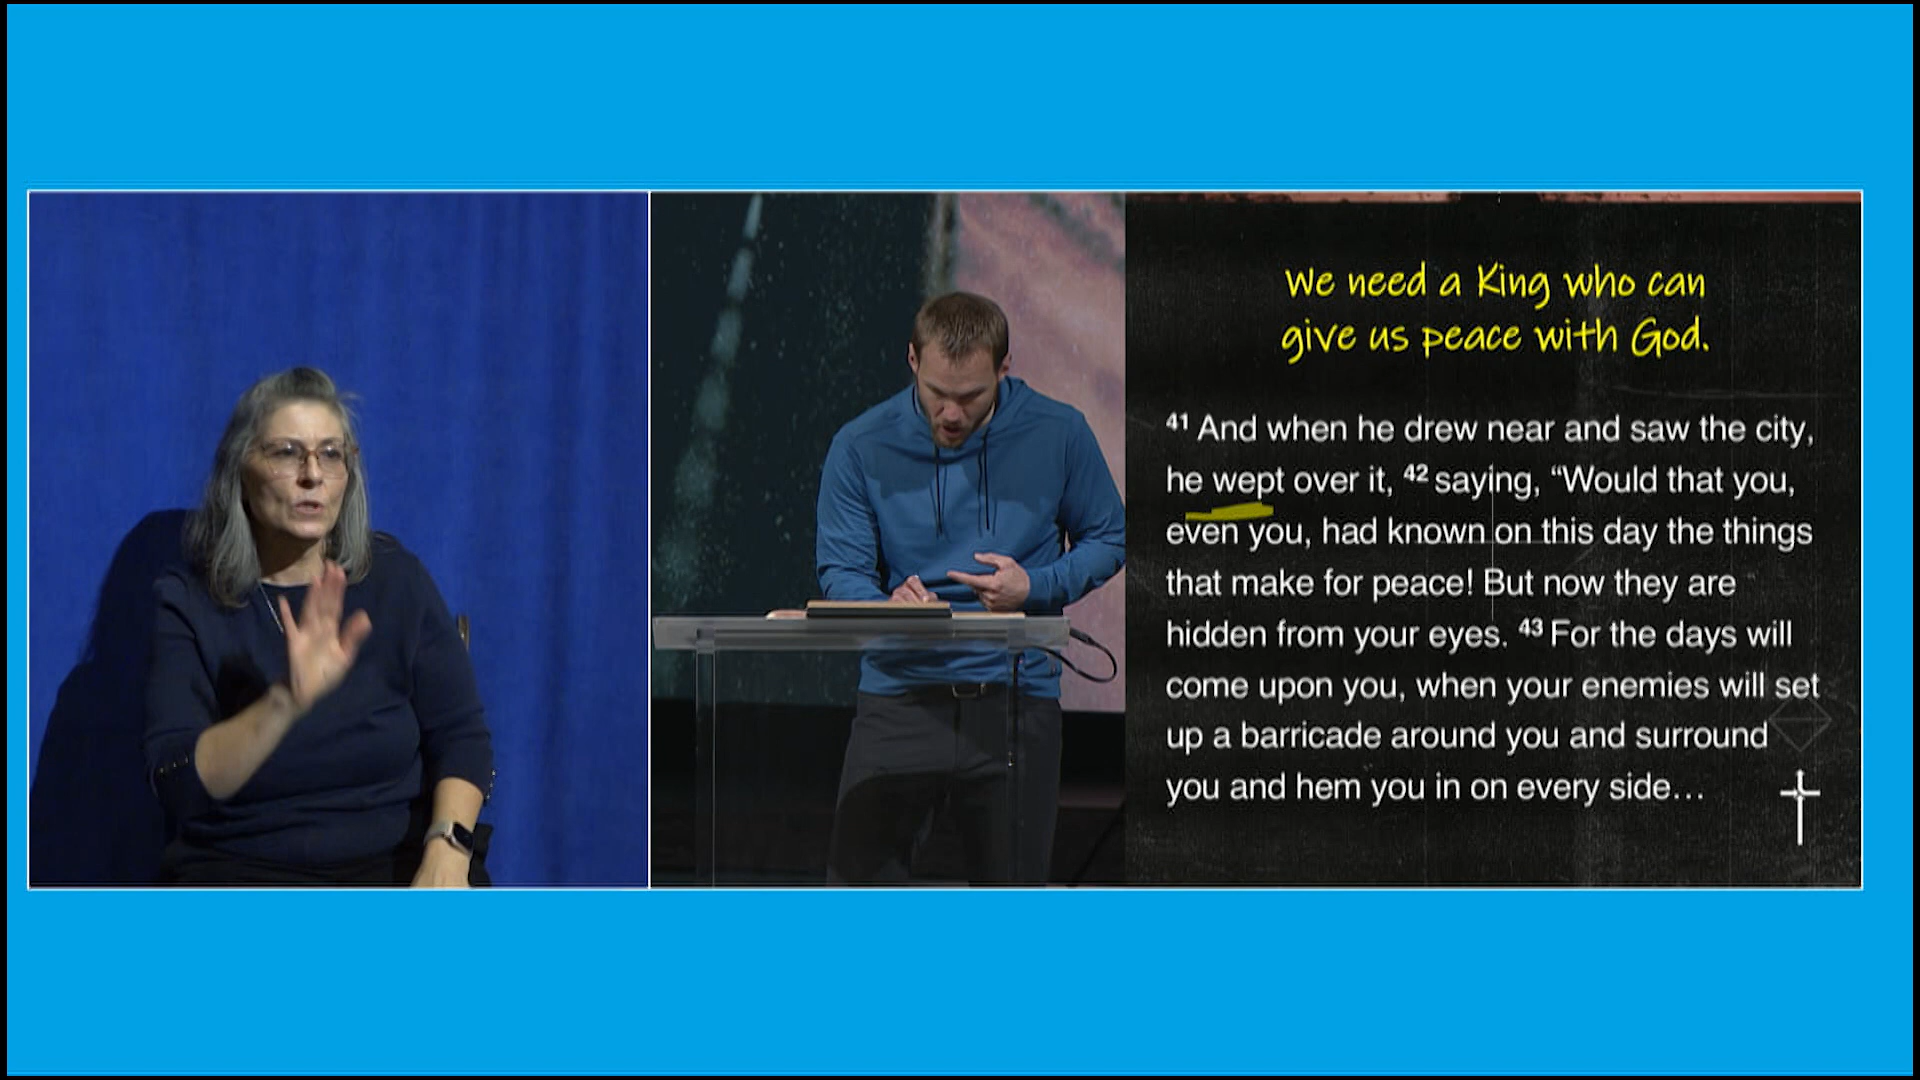 We need a King who can
give us peace with God.
41 And when he drew near and saw the city,
he wept over it, 42 saying, “Would that you,
even you, had known on this day the things
that make for peace! But now they are
hidden from your eyes. 43 For the days will
come upon you, when your enemies will set
up a barricade around you and surround
you and hem you in on every side…